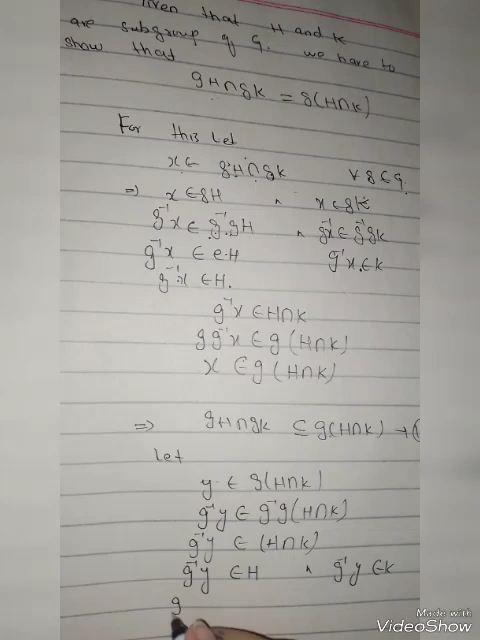 Given that H and K
are subgroup of G. we have to
show that
gH∩gK = g(H∩K)
For this Let
x ∈ gH∩gK ∀ g ∈ G
⇒ x ∈ gH ∧ x ∈ gK
g⁻¹x ∈ g⁻¹gH ∧ g⁻¹x ∈ g⁻¹gK
g⁻¹x ∈ e.H g⁻¹x ∈ K
g⁻¹x ∈ H.
g⁻¹x ∈ H∩K
gg⁻¹x ∈ g(H∩K)
x ∈ g(H∩K)
⇒ gH∩gK ⊆ g(H∩K) →
Let
y ∈ g(H∩K)
g⁻¹y ∈ g⁻¹g(H∩K)
g⁻¹y ∈ (H∩K)
g⁻¹y ∈ H ∧ g⁻¹y ∈ K
g
Made with
VideoShow